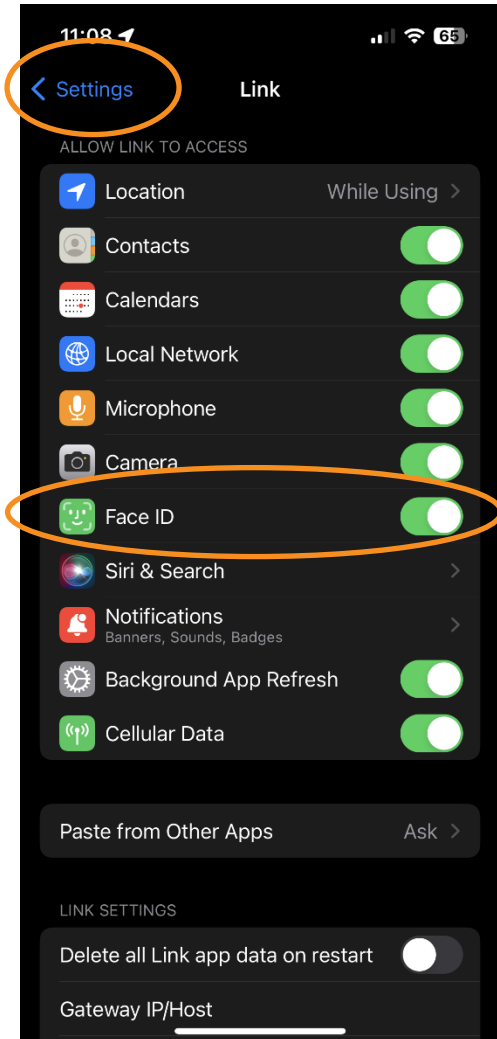 11:08 65
Settings Link
ALLOW LINK TO ACCESS
Location While Using
Contacts
Calendars
Local Network
Microphone
Camera
Face ID
Siri & Search
Notifications
Banners, Sounds, Badges
Background App Refresh
Cellular Data
Paste from Other Apps Ask
LINK SETTINGS
Delete all Link app data on restart
Gateway IP/Host